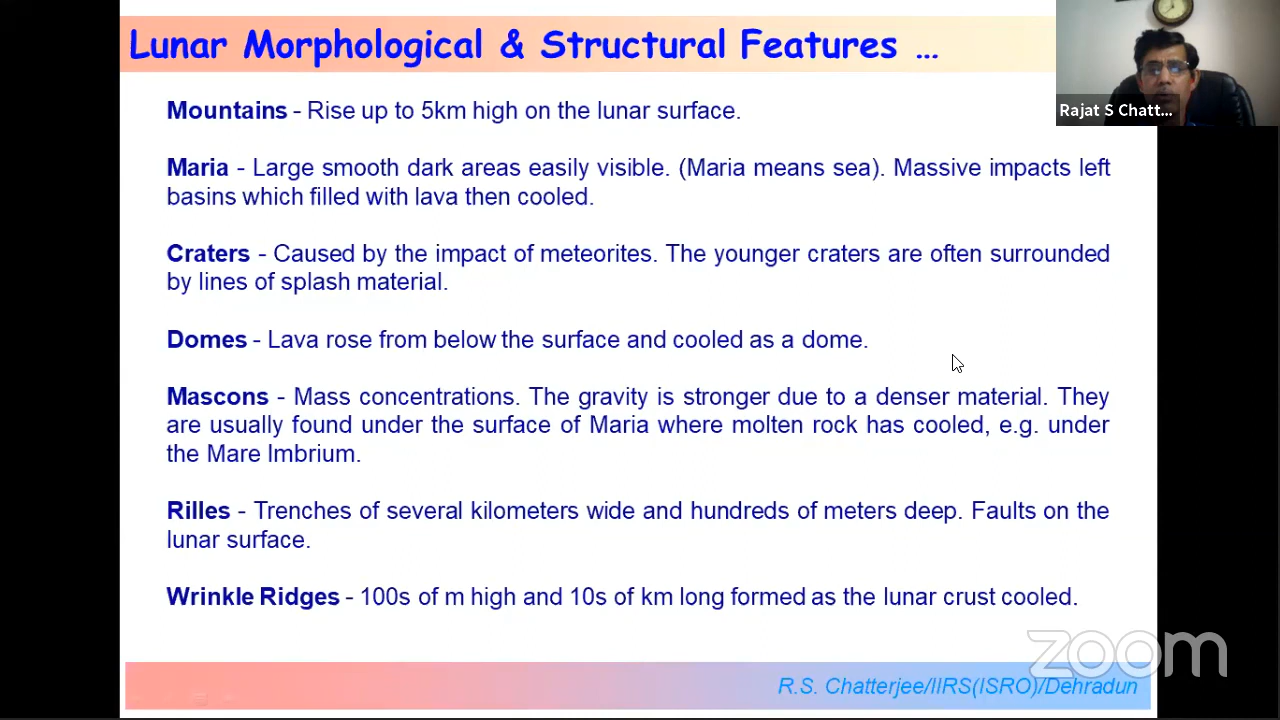 Lunar Morphological & Structural Features ...
Rajat S Chatt...
Mountains - Rise up to 5km high on the lunar surface.
Maria - Large smooth dark areas easily visible. (Maria means sea). Massive impacts left
basins which filled with lava then cooled.
Craters - Caused by the impact of meteorites. The younger craters are often surrounded
by lines of splash material.
Domes - Lava rose from below the surface and cooled as a dome.
Mascons - Mass concentrations. The gravity is stronger due to a denser material. They
are usually found under the surface of Maria where molten rock has cooled, e.g. under
the Mare Imbrium.
Rilles - Trenches of several kilometers wide and hundreds of meters deep. Faults on the
lunar surface.
Wrinkle Ridges - 100s of m high and 10s of km long formed as the lunar crust cooled.
zoom
R.S. Chatterjee/IIRS(ISRO)/Dehradun